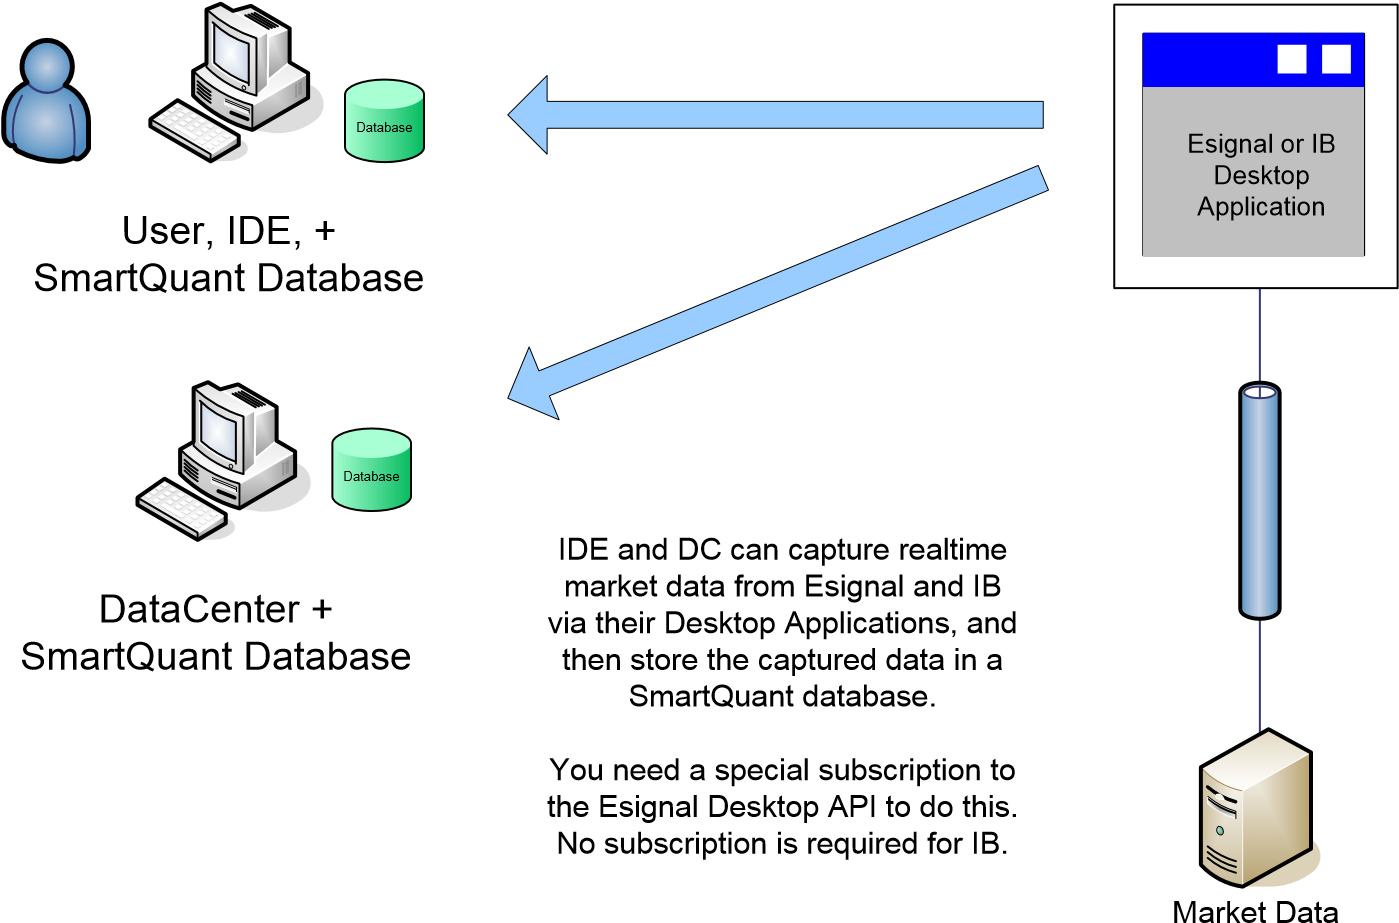 Database
User, IDE, +
SmartQuant Database
Esignal or IB
Desktop
Application
Database
DataCenter +
SmartQuant Database
IDE and DC can capture realtime
market data from Esignal and IB
via their Desktop Applications, and
then store the captured data in a
SmartQuant database.
You need a special subscription to
the Esignal Desktop API to do this.
No subscription is required for IB.
Market Data